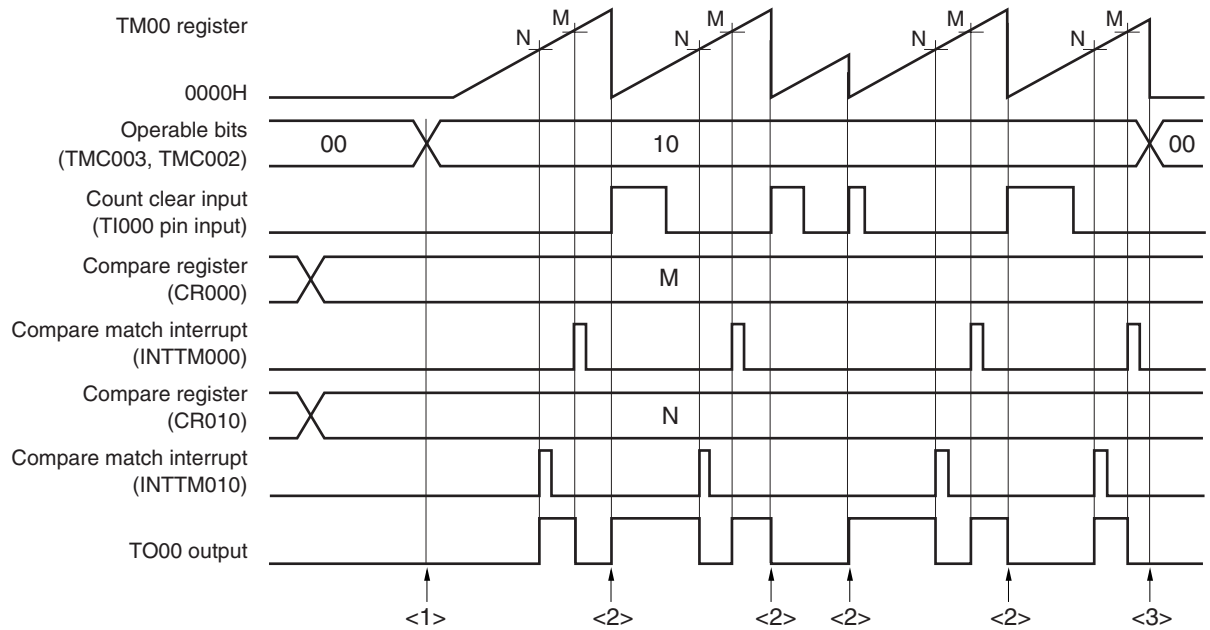 TM00 register
N M N M N M N M
0000H
Operable bits
(TMC003, TMC002)
00 10 00
Count clear input
(TI000 pin input)
Compare register
(CR000)
M
Compare match interrupt
(INTTM000)
Compare register
(CR010)
N
Compare match interrupt
(INTTM010)
TO00 output
<1> <2> <2> <2> <2> <3>